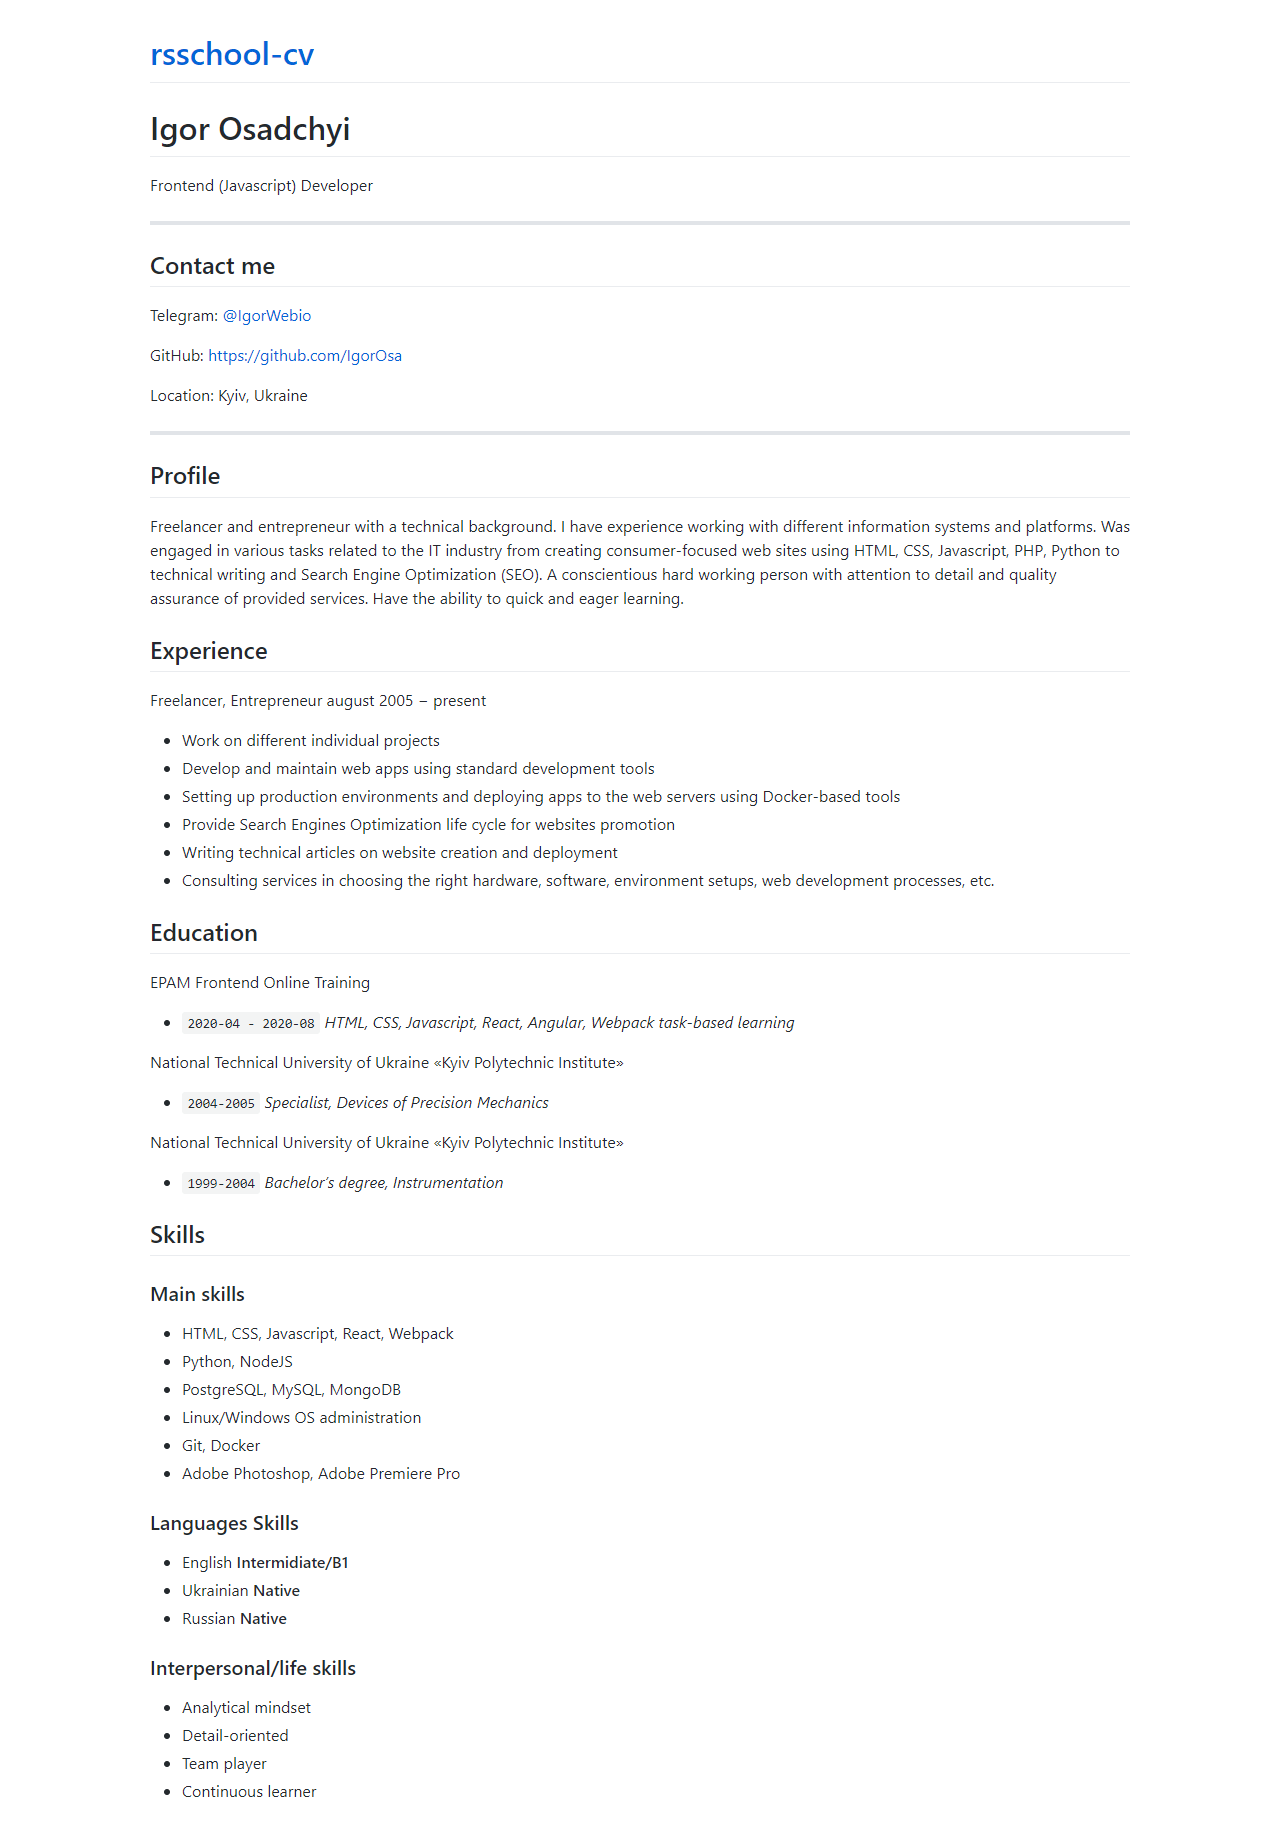 rsschool-cv
Igor Osadchyi
Frontend (Javascript) Developer
Contact me
Telegram: @IgorWebio
GitHub: https://github.com/IgorOsa
Location: Kyiv, Ukraine
Profile
Freelancer and entrepreneur with a technical background. I have experience working with different information systems and platforms. Was
engaged in various tasks related to the IT industry from creating consumer-focused web sites using HTML, CSS, Javascript, PHP, Python to
technical writing and Search Engine Optimization (SEO). A conscientious hard working person with attention to detail and quality
assurance of provided services. Have the ability to quick and eager learning.
Experience
Freelancer, Entrepreneur august 2005 – present
• Work on different individual projects
• Develop and maintain web apps using standard development tools
• Setting up production environments and deploying apps to the web servers using Docker-based tools
• Provide Search Engines Optimization life cycle for websites promotion
• Writing technical articles on website creation and deployment
• Consulting services in choosing the right hardware, software, environment setups, web development processes, etc.
Education
EPAM Frontend Online Training
• 2020-04 - 2020-08 HTML, CSS, Javascript, React, Angular, Webpack task-based learning
National Technical University of Ukraine «Kyiv Polytechnic Institute»
• 2004-2005 Specialist, Devices of Precision Mechanics
National Technical University of Ukraine «Kyiv Polytechnic Institute»
• 1999-2004 Bachelor’s degree, Instrumentation
Skills
Main skills
• HTML, CSS, Javascript, React, Webpack
• Python, NodeJS
• PostgreSQL, MySQL, MongoDB
• Linux/Windows OS administration
• Git, Docker
• Adobe Photoshop, Adobe Premiere Pro
Languages Skills
• English Intermidiate/B1
• Ukrainian Native
• Russian Native
Interpersonal/life skills
• Analytical mindset
• Detail-oriented
• Team player
• Continuous learner